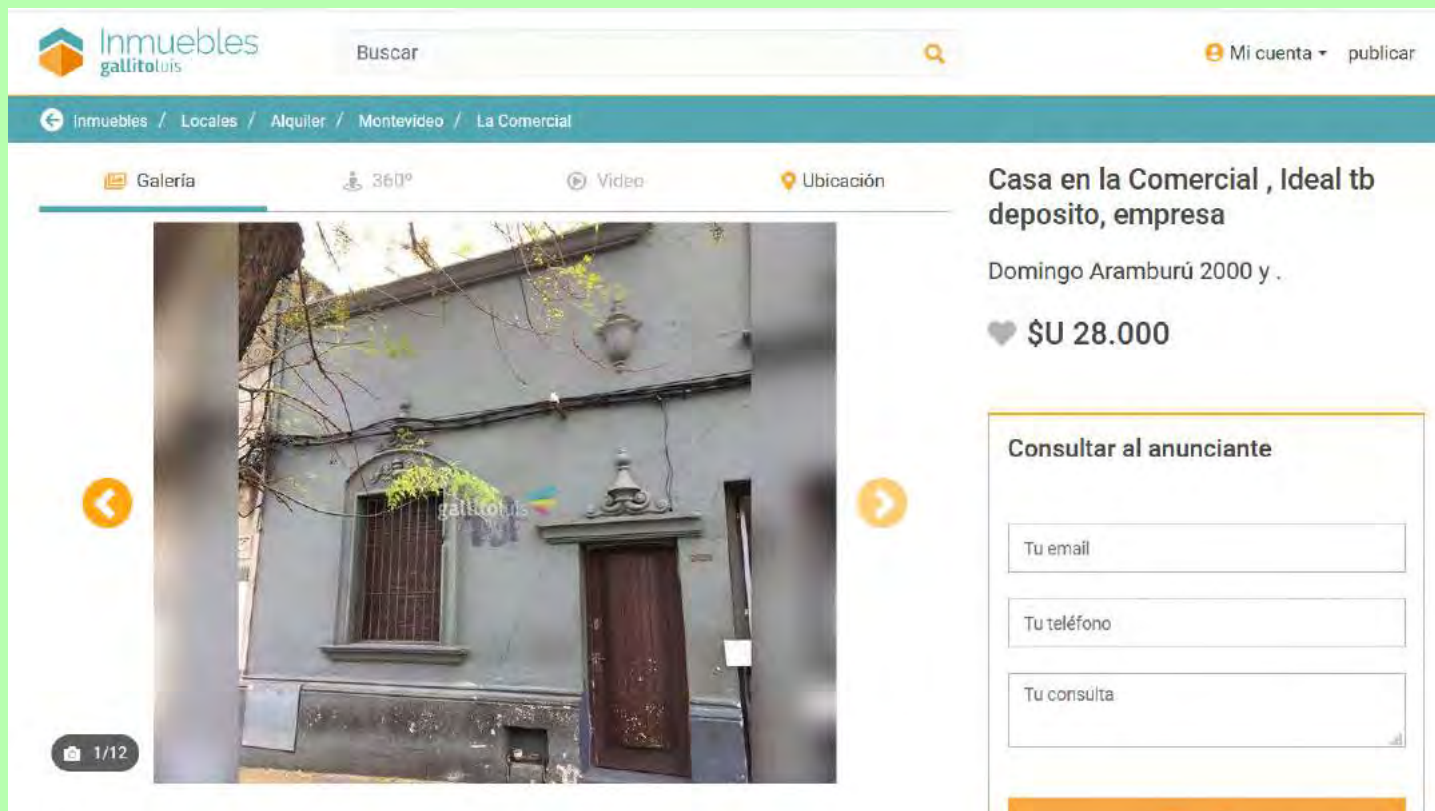 Inmuebles
gallitoluis
Buscar
Mi cuenta
publicar
Inmuebles / Locales / Alquiler / Montevideo / La Comercial
Galería
360º
Video
Ubicación
Casa en la Comercial , Ideal tb
deposito, empresa
Domingo Aramburú 2000 y .
$U 28.000
gallitoluis
1/12
Consultar al anunciante
Tu email
Tu teléfono
Tu consulta